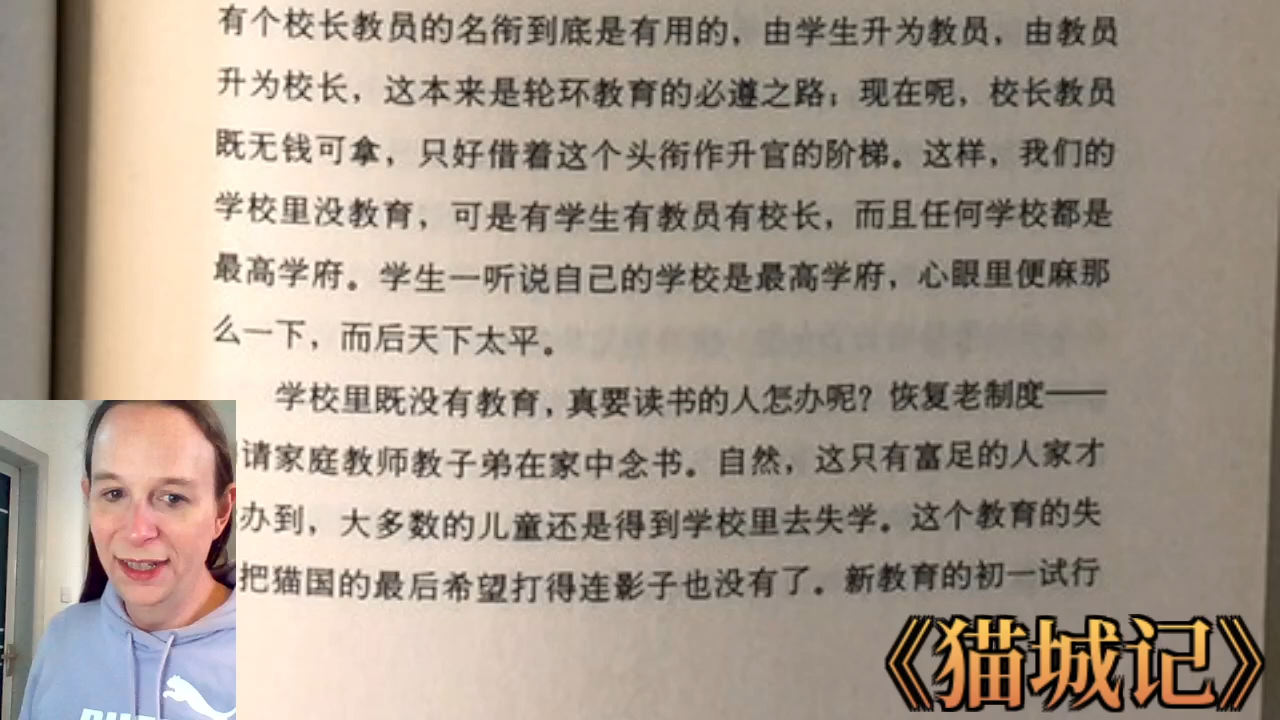 有个校长教员的名衔到底是有用的，由学生升为教员，由教员
升为校长，这本来是轮环教育的必遵之路；现在呢，校长教员
既无钱可拿，只好借着这个头衔作升官的阶梯。这样，我们的
学校里没教育，可是有学生有教员有校长，而且任何学校都是
最高学府。学生一听说自己的学校是最高学府，心眼里便麻那
么一下，而后天下太平。
学校里既没有教育，真要读书的人怎办呢？恢复老制度——
请家庭教师教子弟在家中念书。自然，这只有富足的人家才
办到，大多数的儿童还是得到学校里去失学。这个教育的失
把猫国的最后希望打得连影子也没有了。新教育的初一试行
《猫城记》